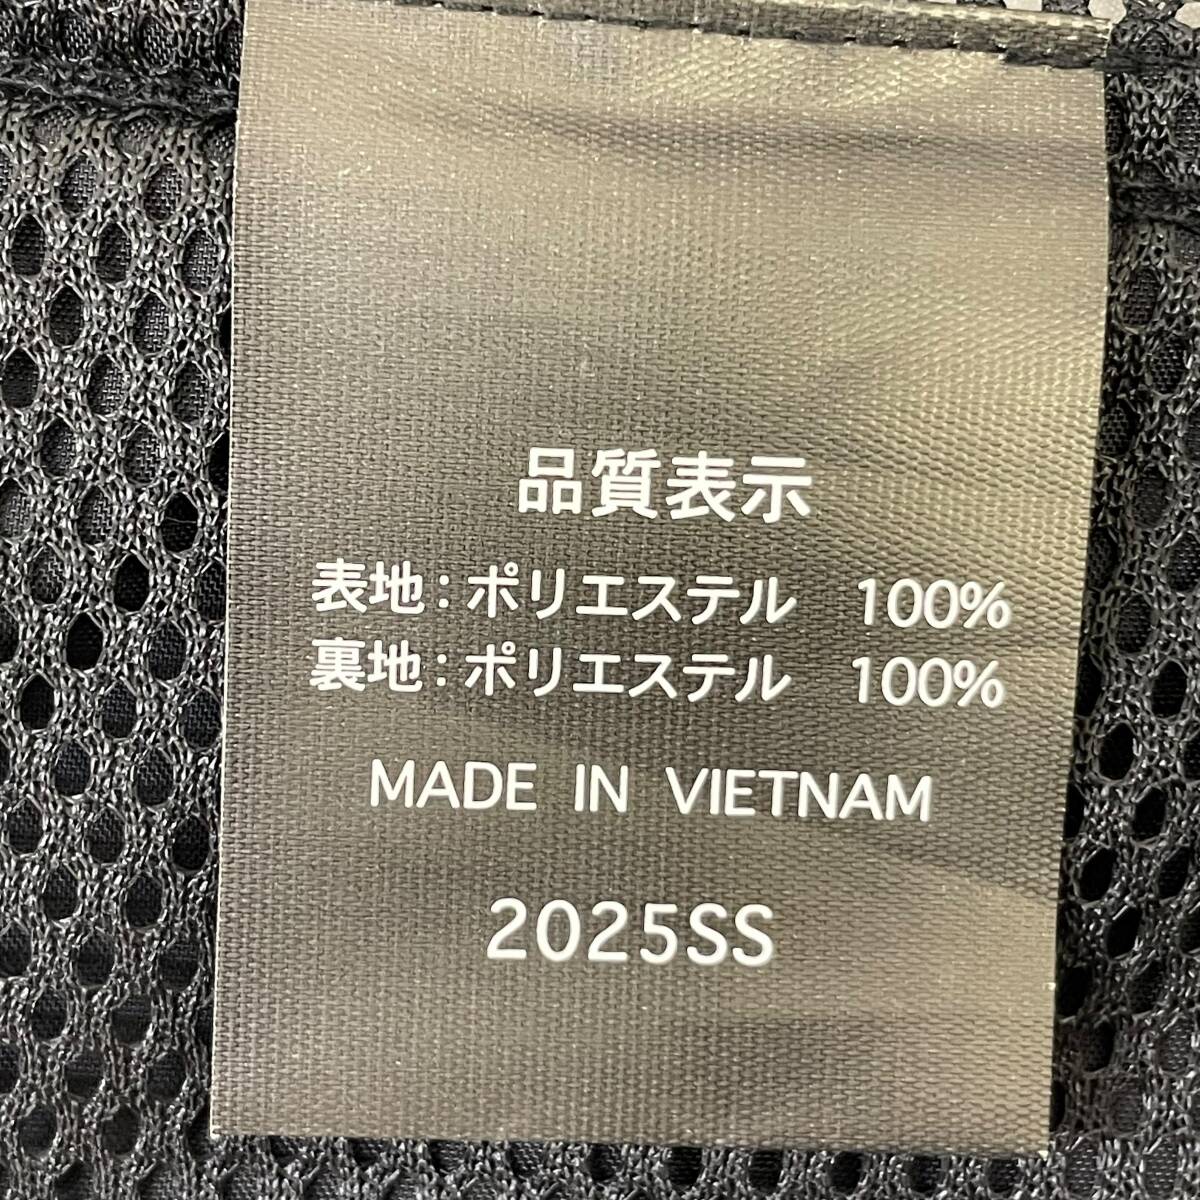 品質表示
表地：ポリエステル　100%
裏地：ポリエステル　100%
MADE IN VIETNAM
2025SS